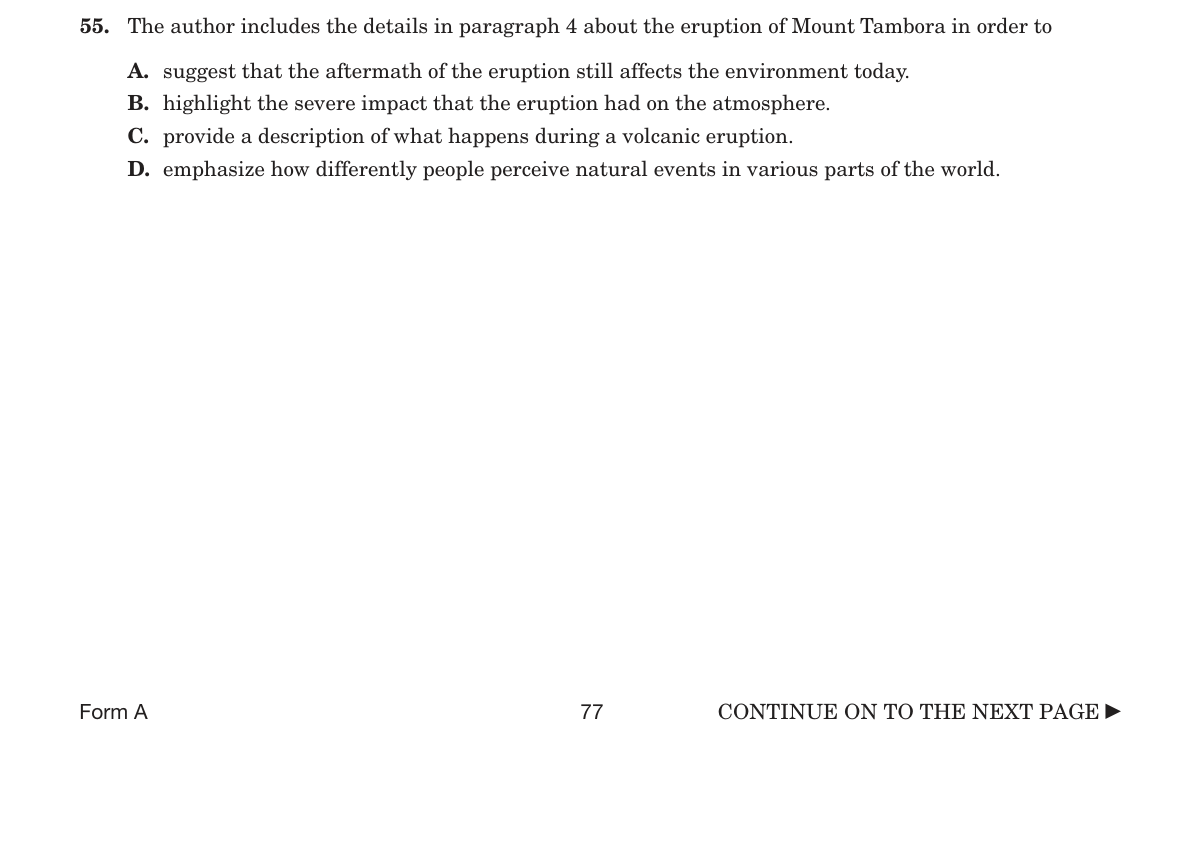 55. The author includes the details in paragraph 4 about the eruption of Mount Tambora in order to
A. suggest that the aftermath of the eruption still affects the environment today.
B. highlight the severe impact that the eruption had on the atmosphere.
C. provide a description of what happens during a volcanic eruption.
D. emphasize how differently people perceive natural events in various parts of the world.
Form A 77 CONTINUE ON TO THE NEXT PAGE ▶